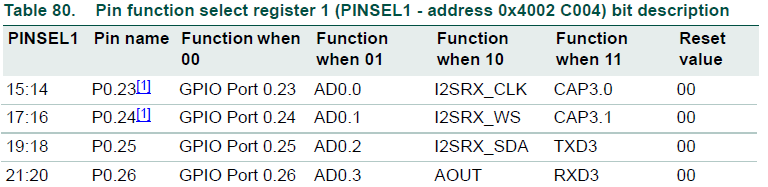 Table 80. Pin function select register 1 (PINSEL1 - address 0x4002 C004) bit description
PINSEL1 Pin name Function when 00 Function when 01 Function when 10 Function when 11 Reset value
15:14 P0.23[1] GPIO Port 0.23 AD0.0 I2SRX_CLK CAP3.0 00
17:16 P0.24[1] GPIO Port 0.24 AD0.1 I2SRX_WS CAP3.1 00
19:18 P0.25 GPIO Port 0.25 AD0.2 I2SRX_SDA TXD3 00
21:20 P0.26 GPIO Port 0.26 AD0.3 AOUT RXD3 00